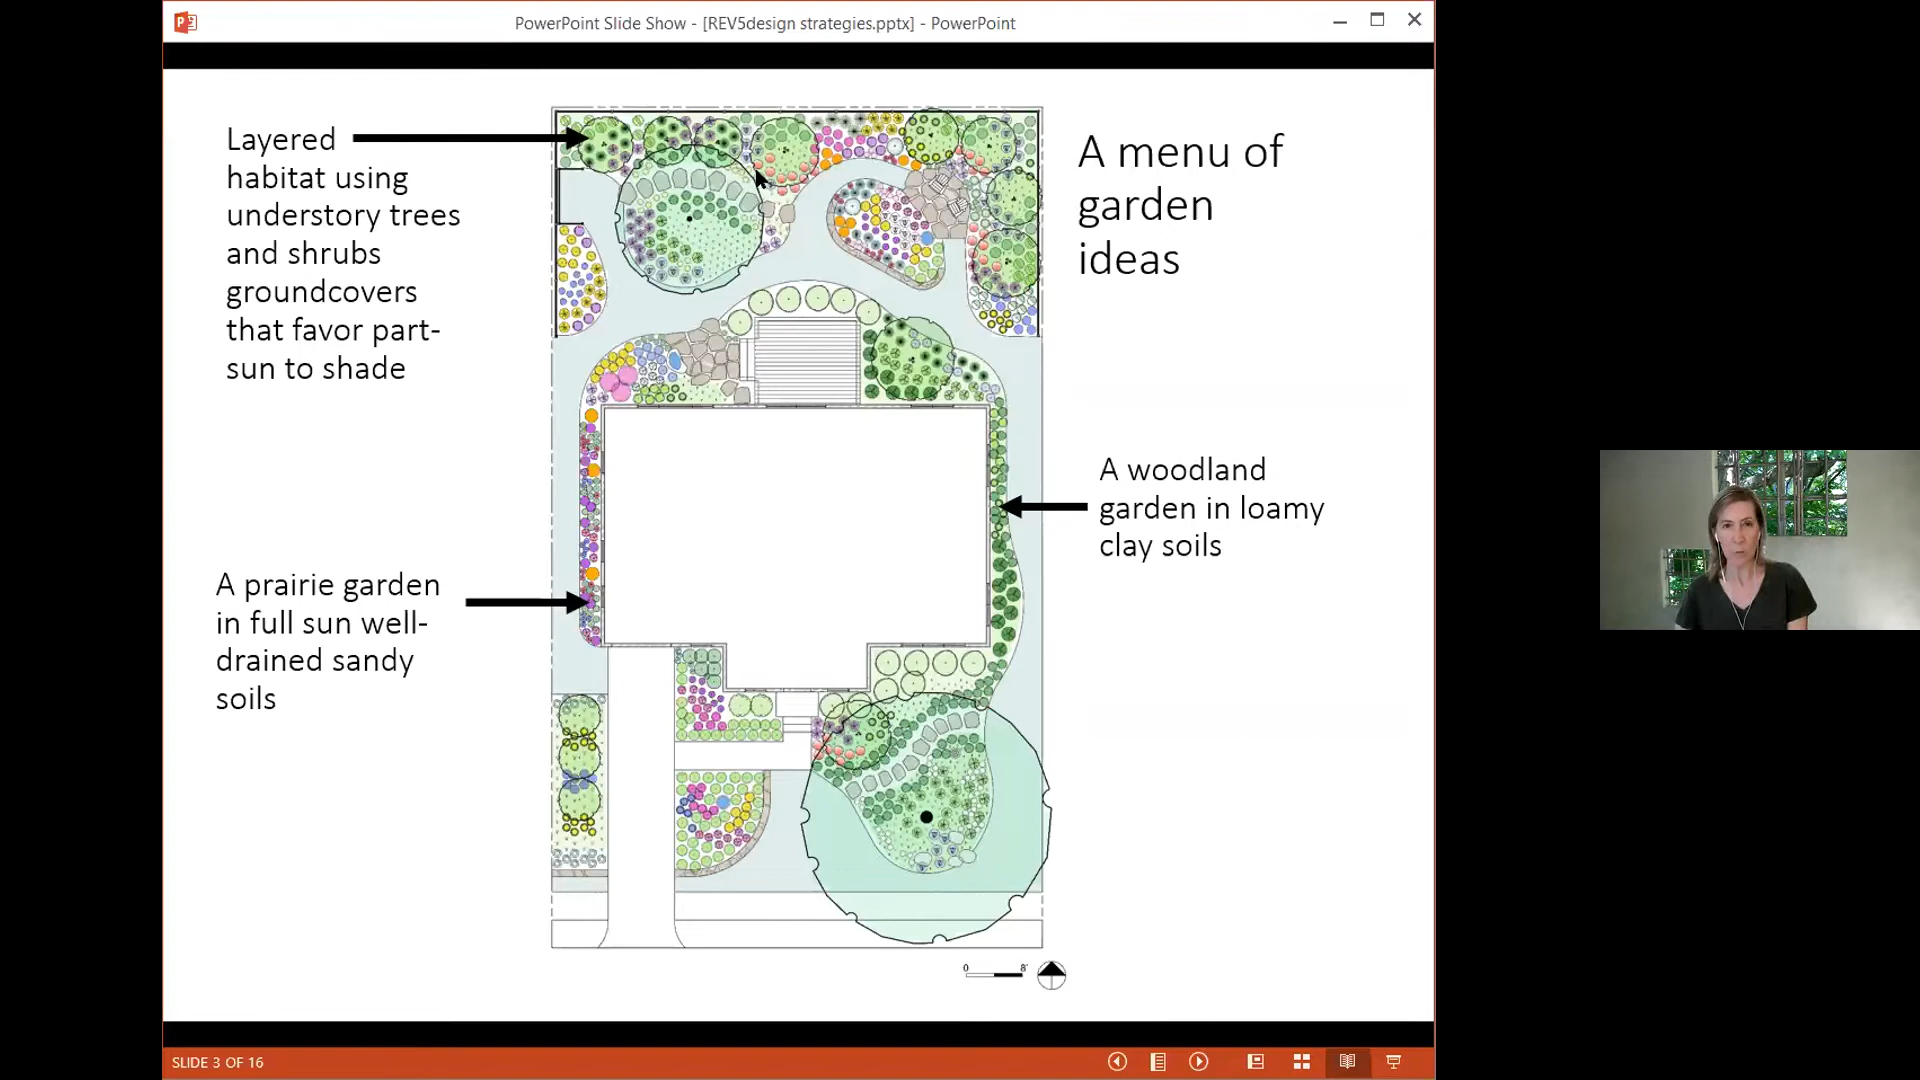 PowerPoint Slide Show - [REV5design strategies.pptx] - PowerPoint
Layered
habitat using
understory trees
and shrubs
groundcovers
that favor part-
sun to shade
A menu of
garden
ideas
A woodland
garden in loamy
clay soils
A prairie garden
in full sun well-
drained sandy
soils
0 8'
SLIDE 3 OF 16